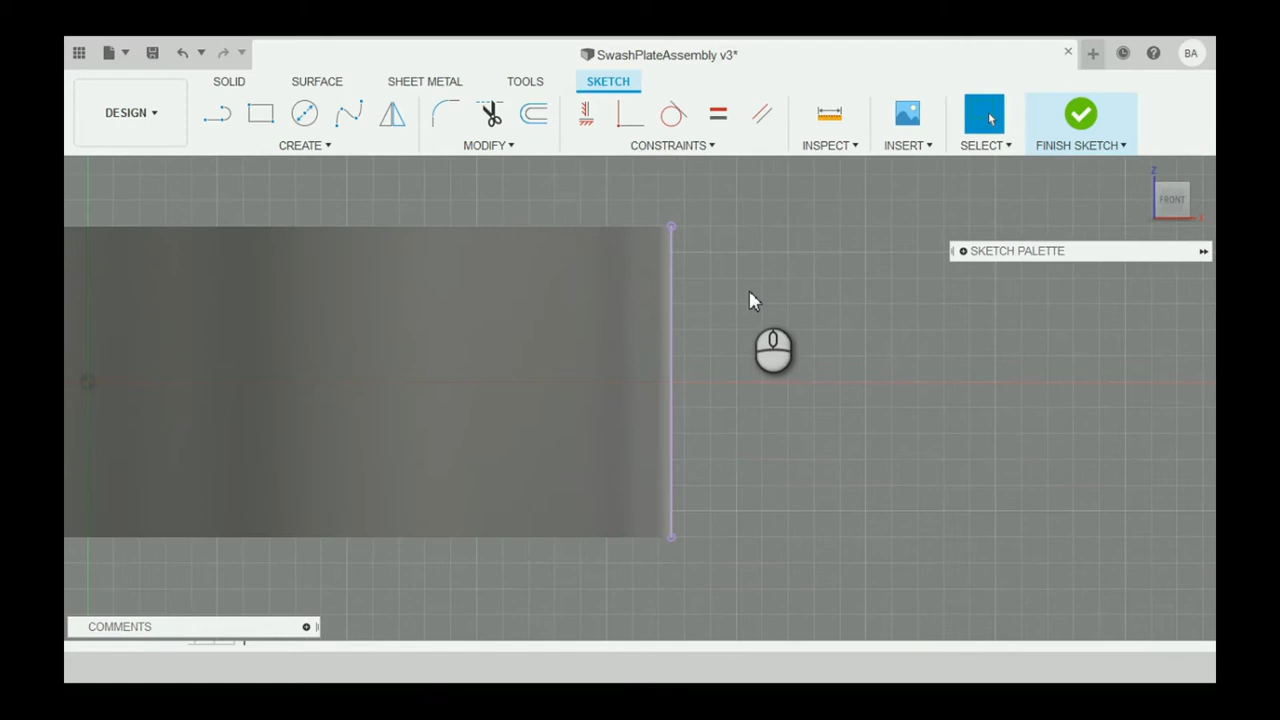 SwashPlateAssembly v3*
BA
SOLID SURFACE SHEET METAL TOOLS SKETCH
DESIGN
CREATE MODIFY CONSTRAINTS INSPECT INSERT SELECT FINISH SKETCH
Z
FRONT
X
SKETCH PALETTE
COMMENTS